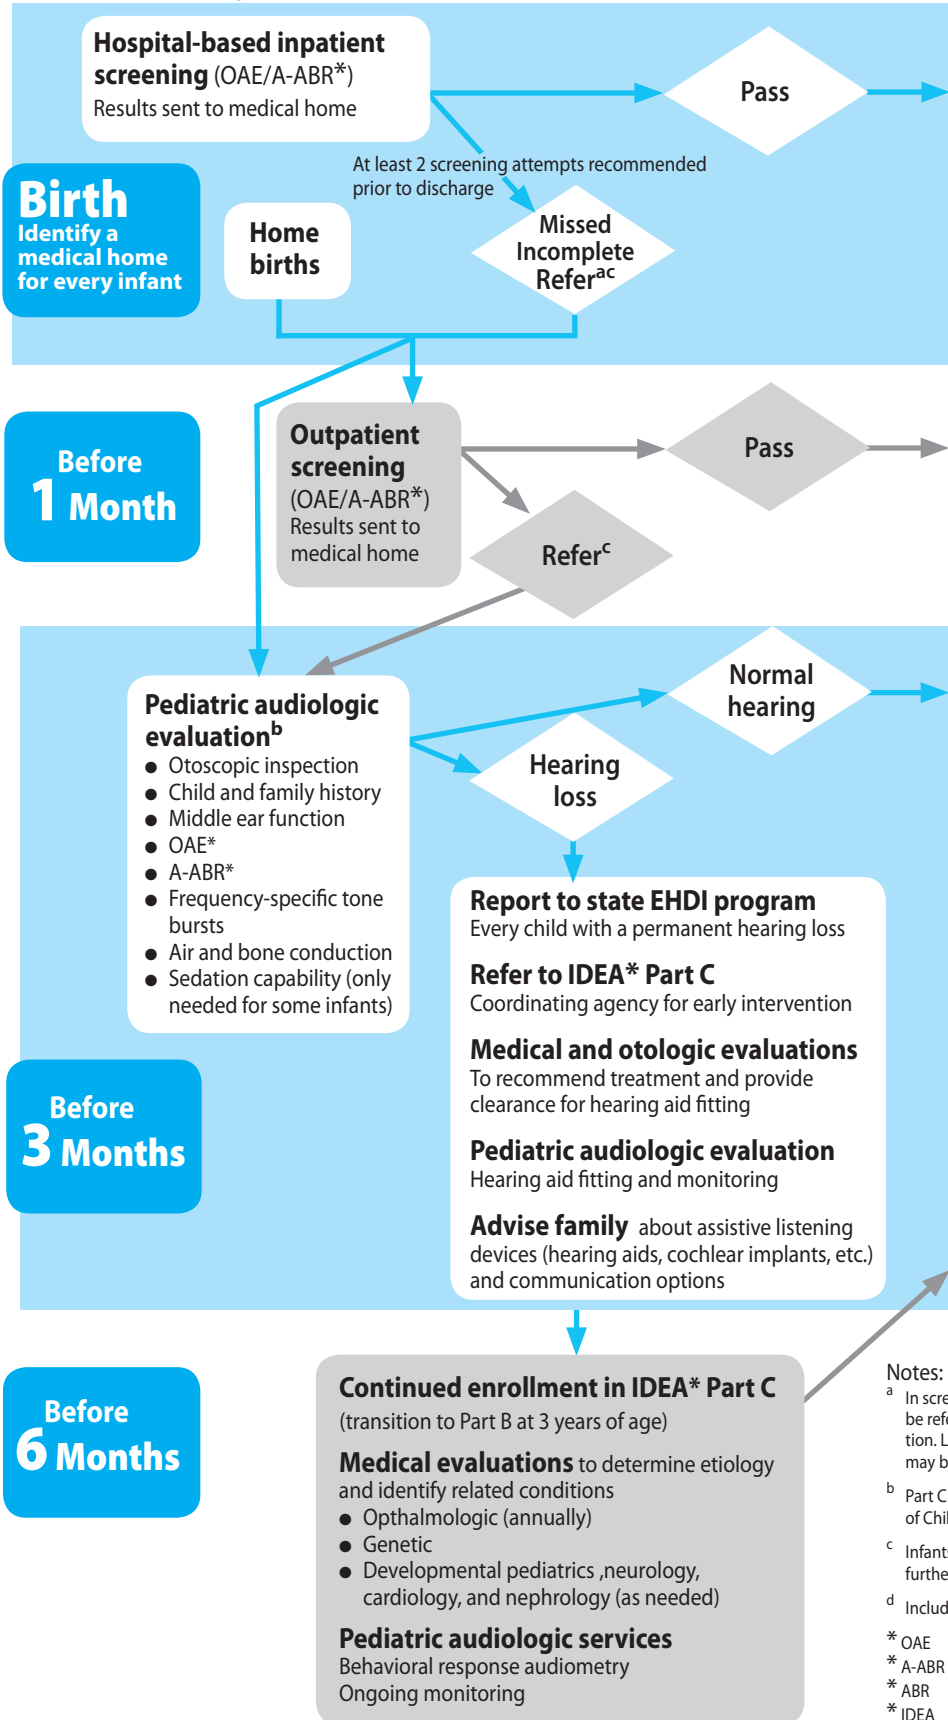 Hospital-based inpatient
screening (OAE/A-ABR*)
Results sent to medical home
Pass
At least 2 screening attempts recommended
prior to discharge
Birth
Identify a
medical home
for every infant
Home
births
Missed
Incomplete
Refer^ac
Before
1 Month
Outpatient
screening
(OAE/A-ABR*)
Results sent to
medical home
Pass
Refer^c
Pediatric audiologic
evaluation^b
● Otoscopic inspection
● Child and family history
● Middle ear function
● OAE*
● A-ABR*
● Frequency-specific tone
bursts
● Air and bone conduction
● Sedation capability (only
needed for some infants)
Normal
hearing
Hearing
loss
Report to state EHDI program
Every child with a permanent hearing loss
Refer to IDEA* Part C
Coordinating agency for early intervention
Medical and otologic evaluations
To recommend treatment and provide
clearance for hearing aid fitting
Pediatric audiologic evaluation
Hearing aid fitting and monitoring
Advise family about assistive listening
devices (hearing aids, cochlear implants, etc.)
and communication options
Before
3 Months
Before
6 Months
Continued enrollment in IDEA* Part C
(transition to Part B at 3 years of age)
Medical evaluations to determine etiology
and identify related conditions
● Opthalmologic (annually)
● Genetic
● Developmental pediatrics ,neurology,
cardiology, and nephrology (as needed)
Pediatric audiologic services
Behavioral response audiometry
Ongoing monitoring
Notes:
a In
be
tion.
may
b Part C
of
c
d
* OAE
* A-ABR
* ABR
* IDEA